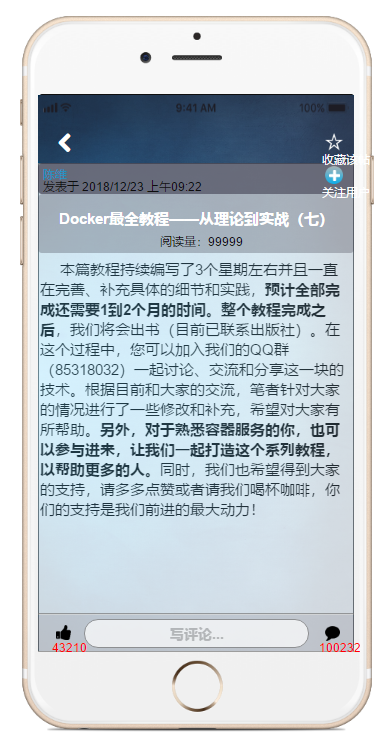 9:41 AM
100%
收藏该帖
陈维
发表于 2018/12/23 上午09:22
关注用户
Docker最全教程——从理论到实战（七）
阅读量：99999
本篇教程持续编写了3个星期左右并且一直
在完善、补充具体的细节和实践，预计全部完
成还需要1到2个月的时间。整个教程完成之
后，我们将会出书（目前已联系出版社）。在
这个过程中，您可以加入我们的QQ群
（85318032）一起讨论、交流和分享这一块的
技术。根据目前和大家的交流，笔者针对大家
的情况进行了一些修改和补充，希望对大家有
所帮助。另外，对于熟悉容器服务的你，也可
以参与进来，让我们一起打造这个系列教程，
以帮助更多的人。同时，我们也希望得到大家
的支持，请多多点赞或者请我们喝杯咖啡，你
们的支持是我们前进的最大动力！
写评论...
43210
100232